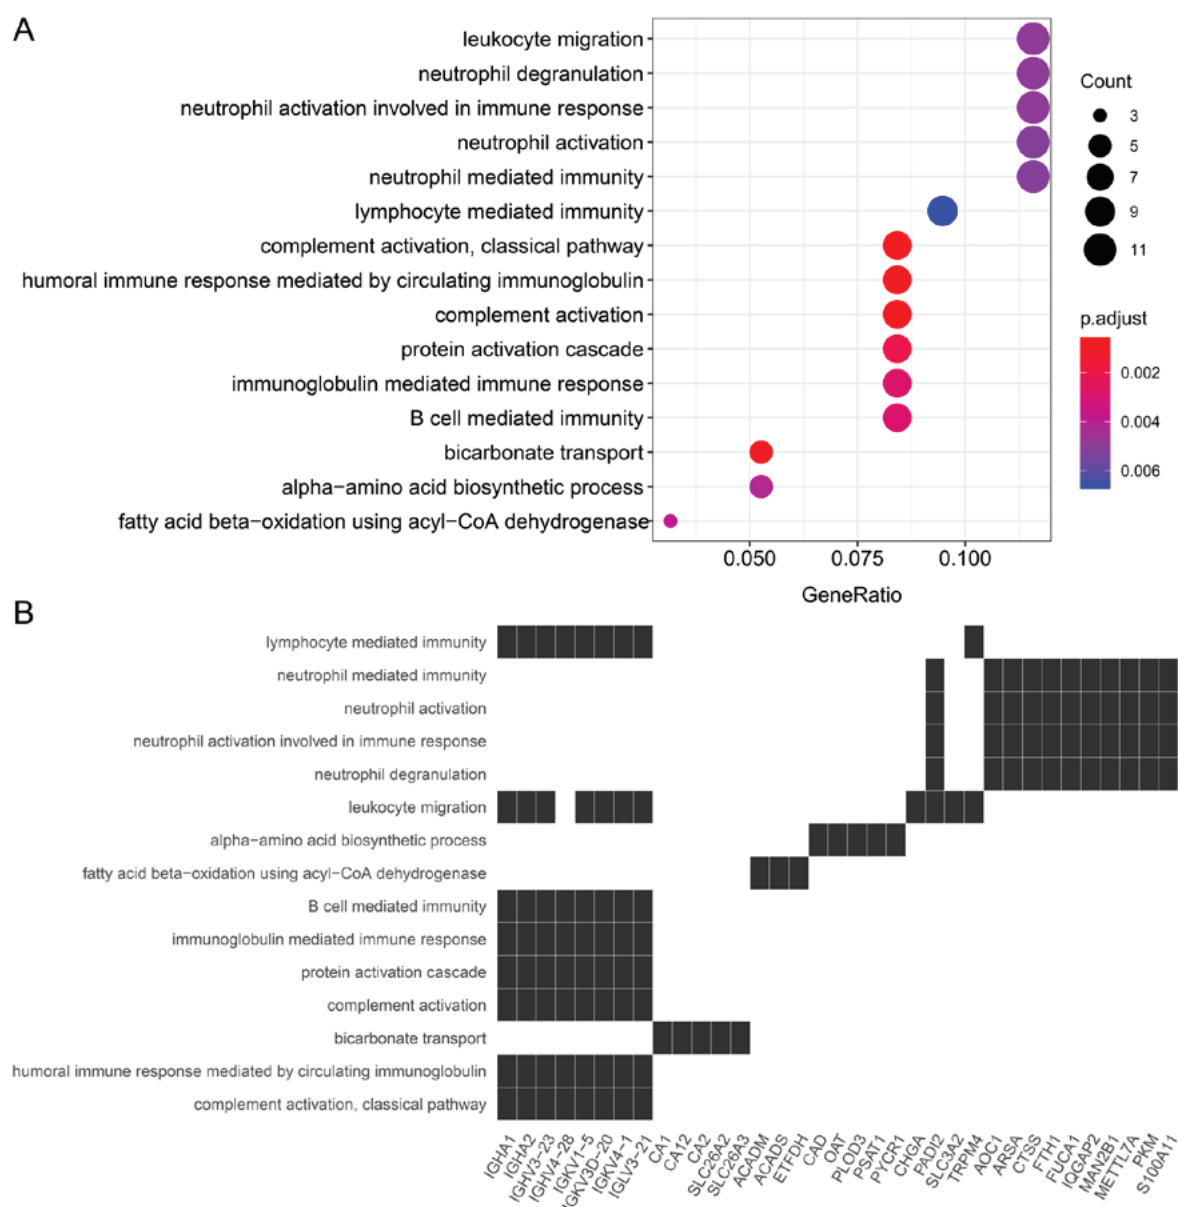 A
leukocyte migration
neutrophil degranulation
neutrophil activation involved in immune response
neutrophil activation
neutrophil mediated immunity
lymphocyte mediated immunity
complement activation, classical pathway
humoral immune response mediated by circulating immunoglobulin
complement activation
protein activation cascade
immunoglobulin mediated immune response
B cell mediated immunity
bicarbonate transport
alpha−amino acid biosynthetic process
fatty acid beta−oxidation using acyl−CoA dehydrogenase
0.050 0.075 0.100
GeneRatio
Count
3
5
7
9
11
p.adjust
0.002
0.004
0.006
B
lymphocyte mediated immunity
neutrophil mediated immunity
neutrophil activation
neutrophil activation involved in immune response
neutrophil degranulation
leukocyte migration
alpha−amino acid biosynthetic process
fatty acid beta−oxidation using acyl−CoA dehydrogenase
B cell mediated immunity
immunoglobulin mediated immune response
protein activation cascade
complement activation
bicarbonate transport
humoral immune response mediated by circulating immunoglobulin
complement activation, classical pathway
IGHA1
IGHA2
IGHV3−23
IGHV4−28
IGKV1−5
IGKV3D−20
IGKV4−1
IGLV3−21
CA1
CA12
CA2
SLC26A2
SLC26A3
ACADM
ACADS
ETFDH
CAD
OAT
PLOD3
PSAT1
PYCR1
CHGA
PADI2
SLC3A2
TRPM4
AOC1
ARSA
CTSS
FTH1
FUCA1
IQGAP2
MAN2B1
METTL7A
PKM
S100A11